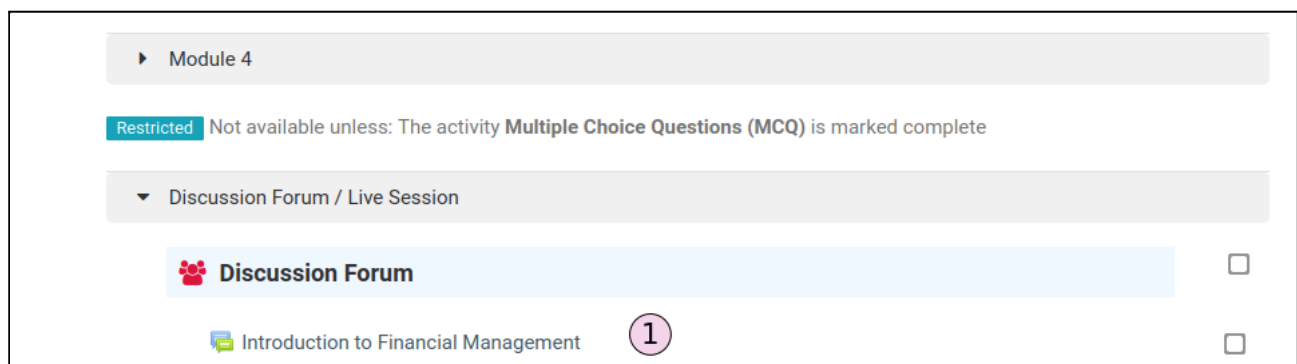 Module 4
Restricted Not available unless: The activity Multiple Choice Questions (MCQ) is marked complete
Discussion Forum / Live Session
Discussion Forum
Introduction to Financial Management 1